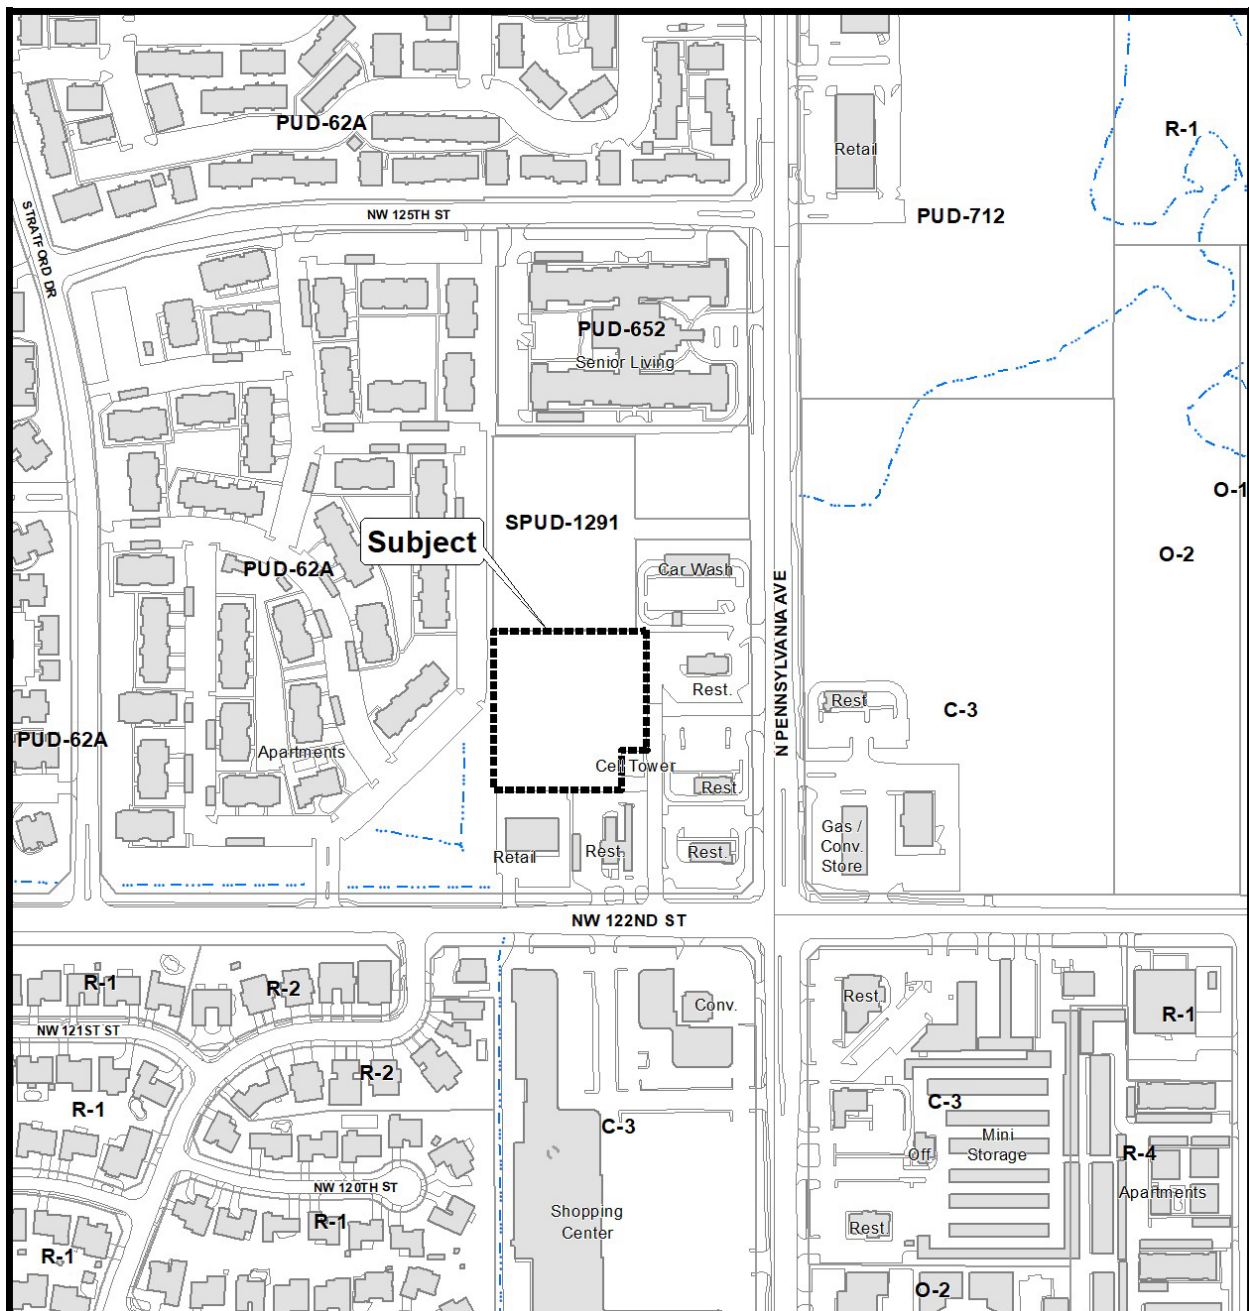 PUD-62A
R-1
Retail
STRATFORD DR
NW 125TH ST
PUD-712
PUD-652
Senior Living
O-1
SPUD-1291
Subject
O-2
PUD-62A
Car Wash
N PENNSYLVANIA AVE
Rest.
Rest
C-3
PUD-62A
Apartments
Cell Tower
Rest
Gas /
Conv.
Store
Retail
Rest.
Rest.
NW 122ND ST
R-1
R-2
Rest.
Conv.
R-1
NW 121ST ST
R-2
R-1
C-3
C-3
Mini
Storage
Off.
R-4
NW 120TH ST
Apartments
Shopping
Center
R-1
Rest
R-1
O-2